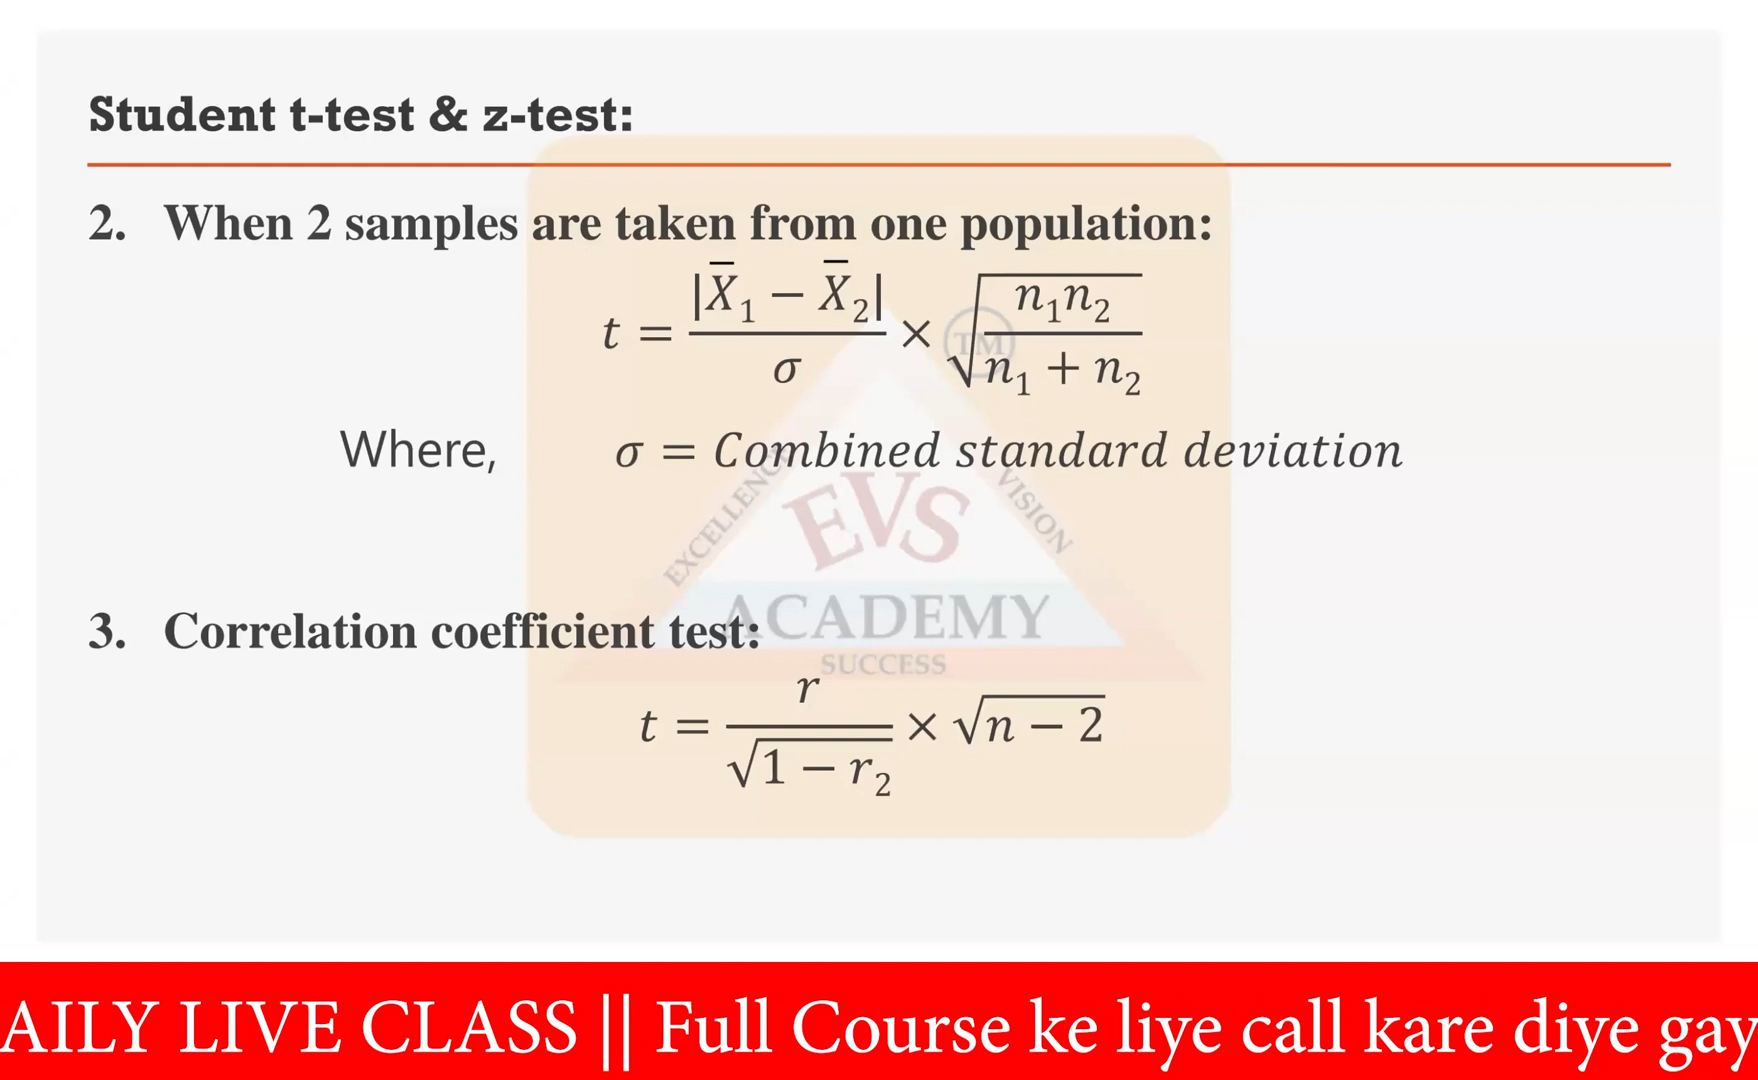 Student t-test & z-test:
2. When 2 samples are taken from one population:
t = |X̅₁ − X̅₂| / σ × √(n₁n₂ / n₁ + n₂)
Where, σ = Combined standard deviation
TM
EXCELLENCE
VISION
EVS
ACADEMY
SUCCESS
3. Correlation coefficient test:
t = r / √(1 − r₂) × √(n − 2)
AILY LIVE CLASS || Full Course ke liye call kare diye gay